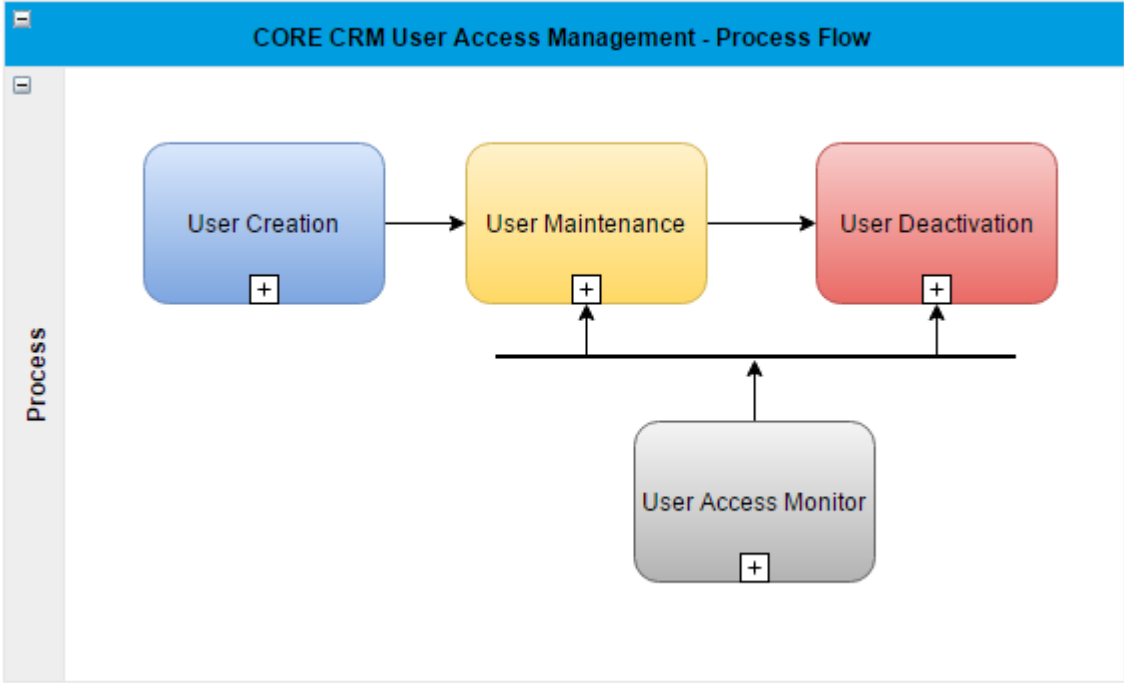 CORE CRM User Access Management - Process Flow
Process
User Creation
User Maintenance
User Deactivation
User Access Monitor